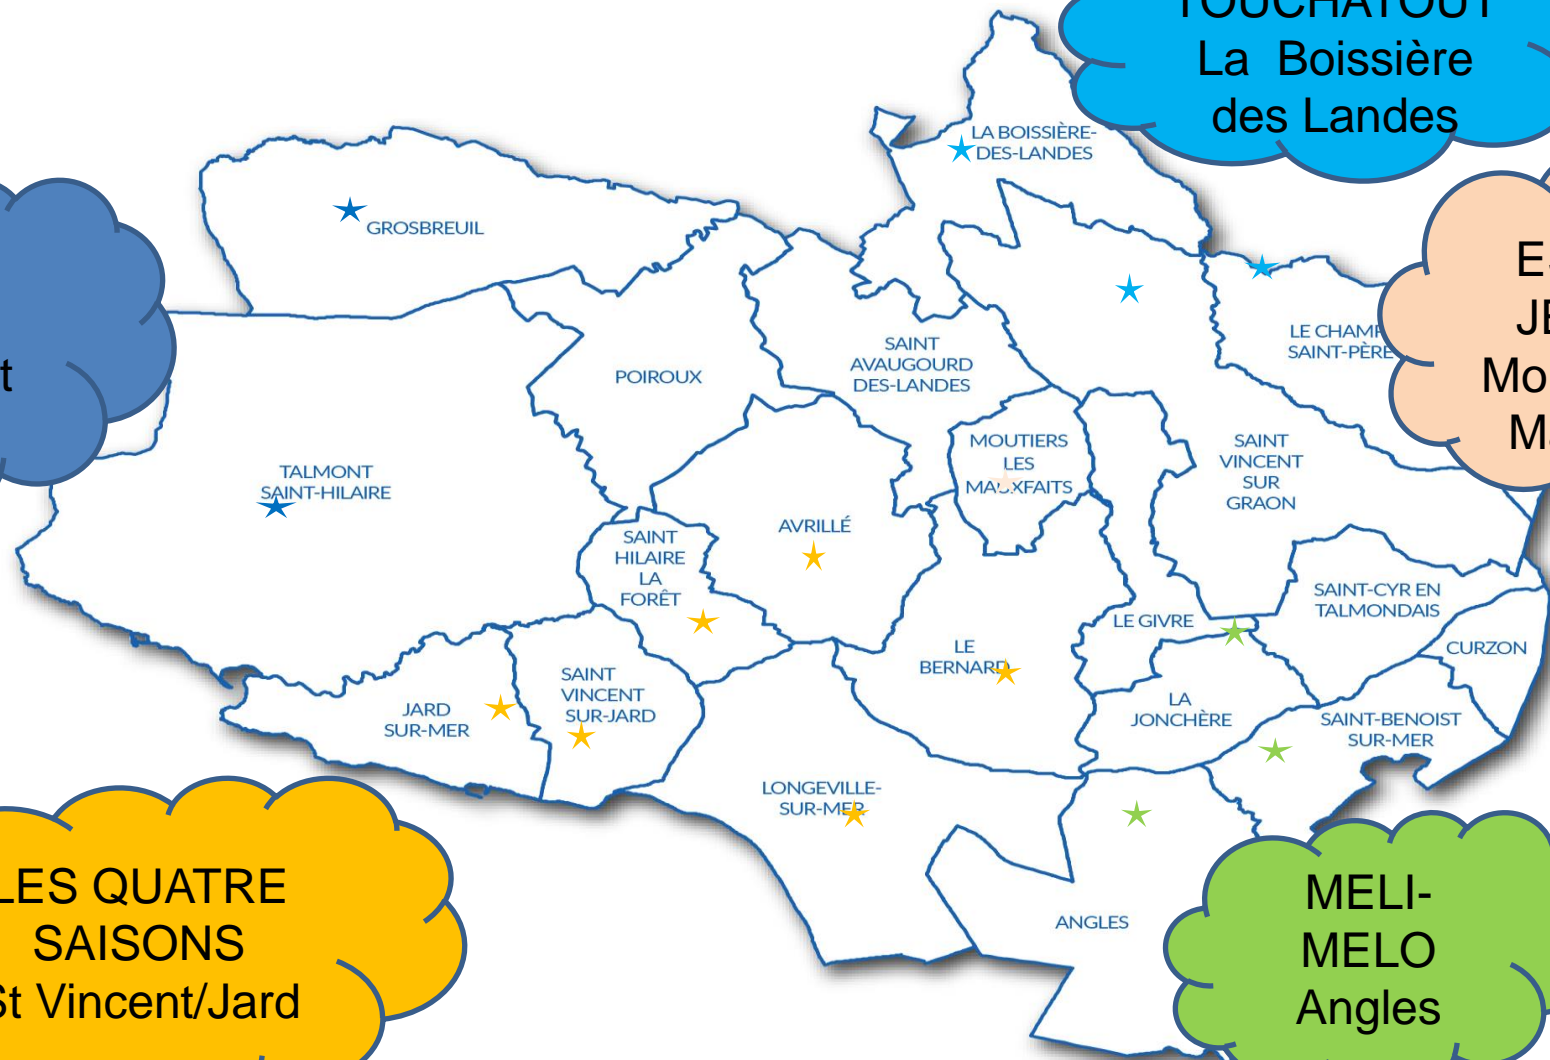 TOUCHATOUT
La Boissière
des Landes
LA BOISSIÈRE-
DES-LANDES
GROSBREUIL
LE CHAMP
SAINT-PÈRE
SAINT
AVAUGOURD
DES-LANDES
POIROUX
MOUTIERS
LES
MAUXFAITS
SAINT
VINCENT
SUR
GRAON
TALMONT
SAINT-HILAIRE
AVRILLÉ
SAINT
HILAIRE
LA
FORÊT
SAINT-CYR EN
TALMONDAIS
LE GIVRE
CURZON
LE
BERNARD
SAINT
VINCENT
SUR-JARD
JARD
SUR-MER
LA
JONCHÈRE
SAINT-BENOIST
SUR-MER
LONGEVILLE-
SUR-MER
ANGLES
LES QUATRE
SAISONS
St Vincent/Jard
MELI-
MELO
Angles